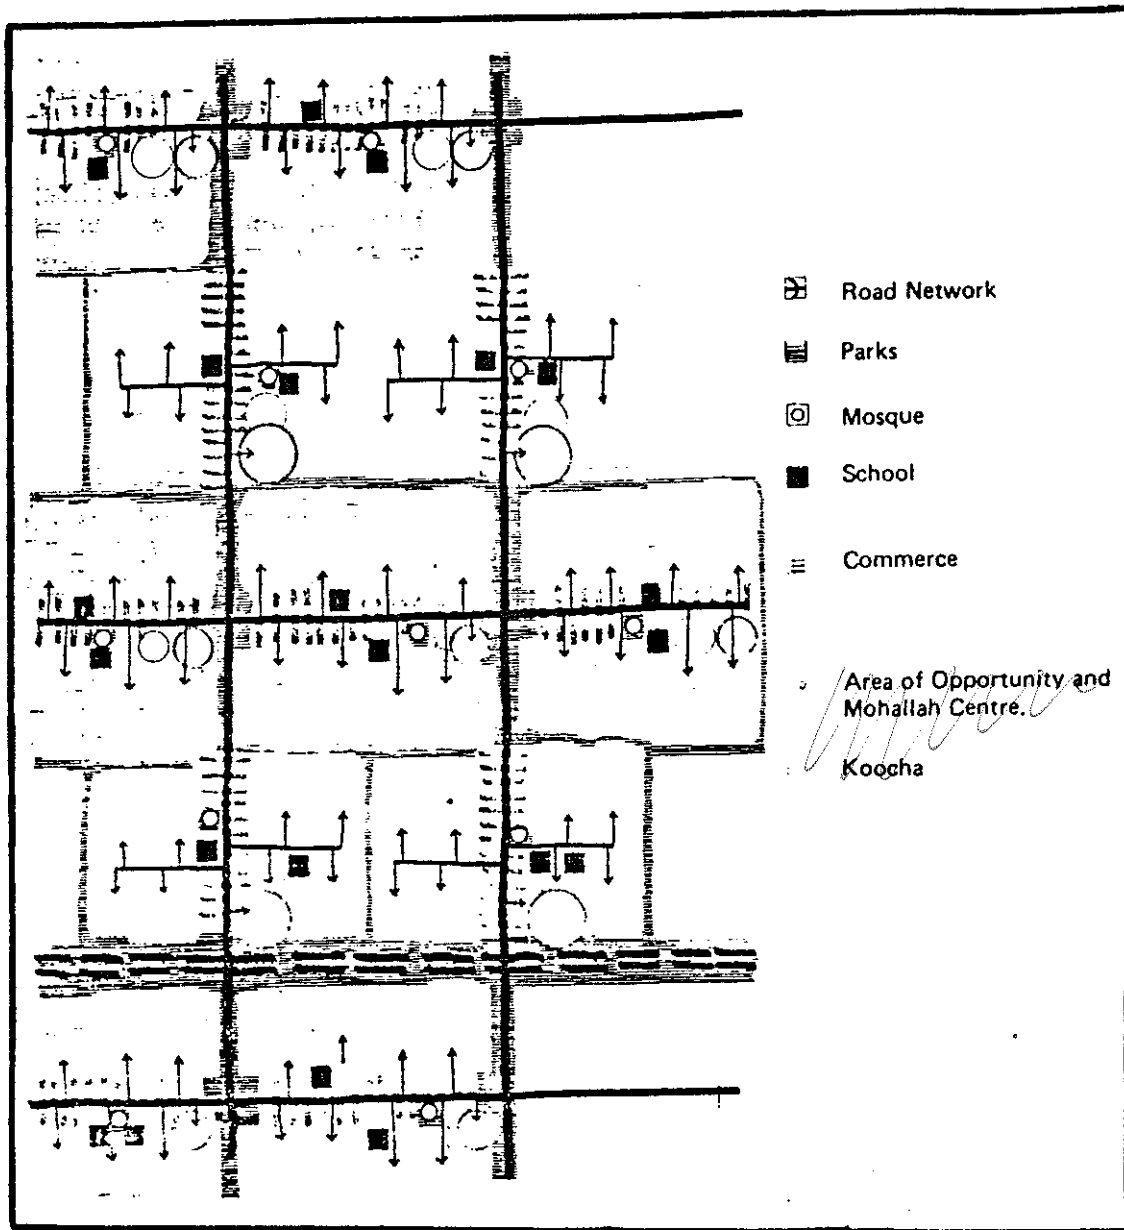 Road Network
Parks
Mosque
School
Commerce
Area of Opportunity and
Mohallah Centre.
Koocha